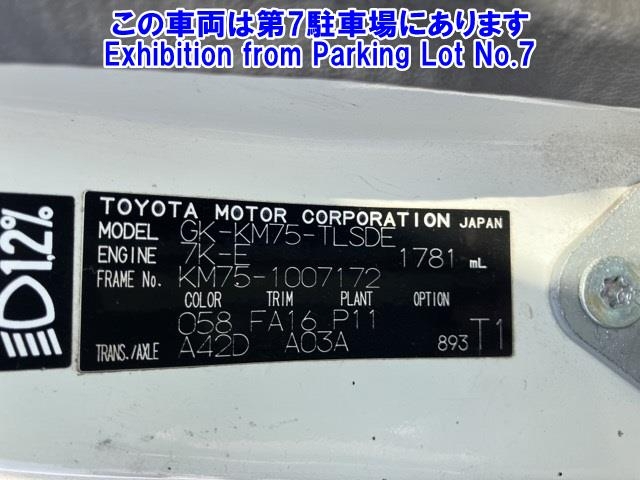 この車両は第7駐車場にあります
Exhibition from Parking Lot No.7
TOYOTA MOTOR CORPORATION JAPAN
MODEL GK-KM75-TLSDE
ENGINE 7K-E 1781 mL
FRAME No. KM75-1007172
COLOR TRIM PLANT OPTION
058 FA16 P11
TRANS./AXLE A42D A03A 893 T1
1.2%